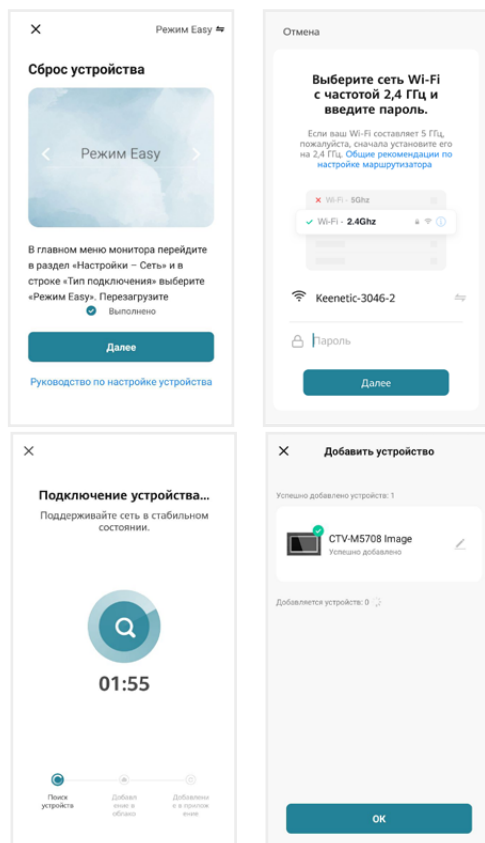 Режим Easy
Сброс устройства
Режим Easy
В главном меню монитора перейдите
в раздел «Настройки – Сеть» и в
строке «Тип подключения» выберите
«Режим Easy». Перезагрузите
Выполнено
Далее
Руководство по настройке устройства
Отмена
Выберите сеть Wi-Fi
с частотой 2,4 ГГц и
введите пароль.
Если ваш Wi-Fi составляет 5 ГГц,
пожалуйста, сначала установите его
на 2,4 ГГц. Общие рекомендации по
настройке маршрутизатора
Wi-Fi - 5Ghz
Wi-Fi - 2.4Ghz
Keenetic-3046-2
Пароль
Далее
Подключение устройства...
Поддерживайте сеть в стабильном
состоянии.
01:55
Поиск
устройств
Добавл
ение в
облако
Добавлени
е в прилож
ение
Добавить устройство
Успешно добавлено устройств: 1
CTV-M5708 Image
Успешно добавлено
Добавляется устройств: 0
ОК